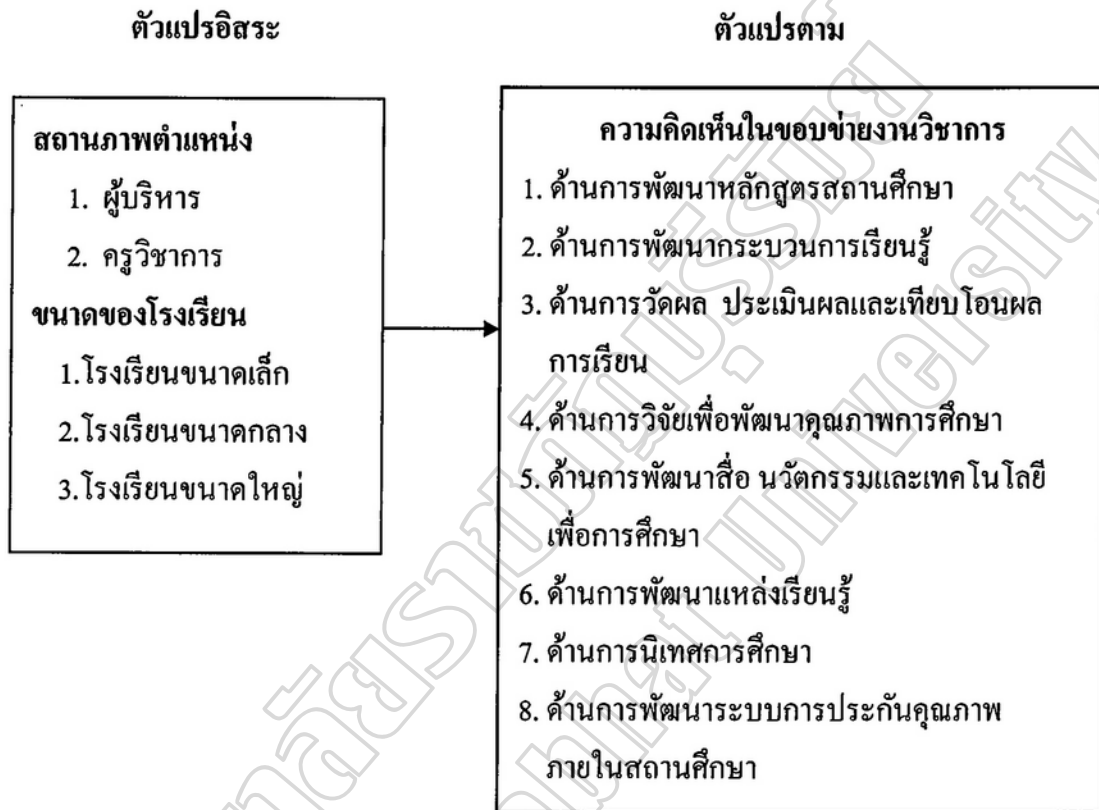 ตัวแปรอิสระ
ตัวแปรตาม
สถานภาพตำแหน่ง
1. ผู้บริหาร
2. ครูวิชาการ
ขนาดของโรงเรียน
1.โรงเรียนขนาดเล็ก
2.โรงเรียนขนาดกลาง
3.โรงเรียนขนาดใหญ่
ความคิดเห็นในขอบข่ายงานวิชาการ
1. ด้านการพัฒนาหลักสูตรสถานศึกษา
2. ด้านการพัฒนากระบวนการเรียนรู้
3. ด้านการวัดผล ประเมินผลและเทียบโอนผล
การเรียน
4. ด้านการวิจัยเพื่อพัฒนาคุณภาพการศึกษา
5. ด้านการพัฒนาสื่อ นวัตกรรมและเทคโนโลยี
เพื่อการศึกษา
6. ด้านการพัฒนาแหล่งเรียนรู้
7. ด้านการนิเทศการศึกษา
8. ด้านการพัฒนาระบบการประกันคุณภาพ
ภายในสถานศึกษา
University